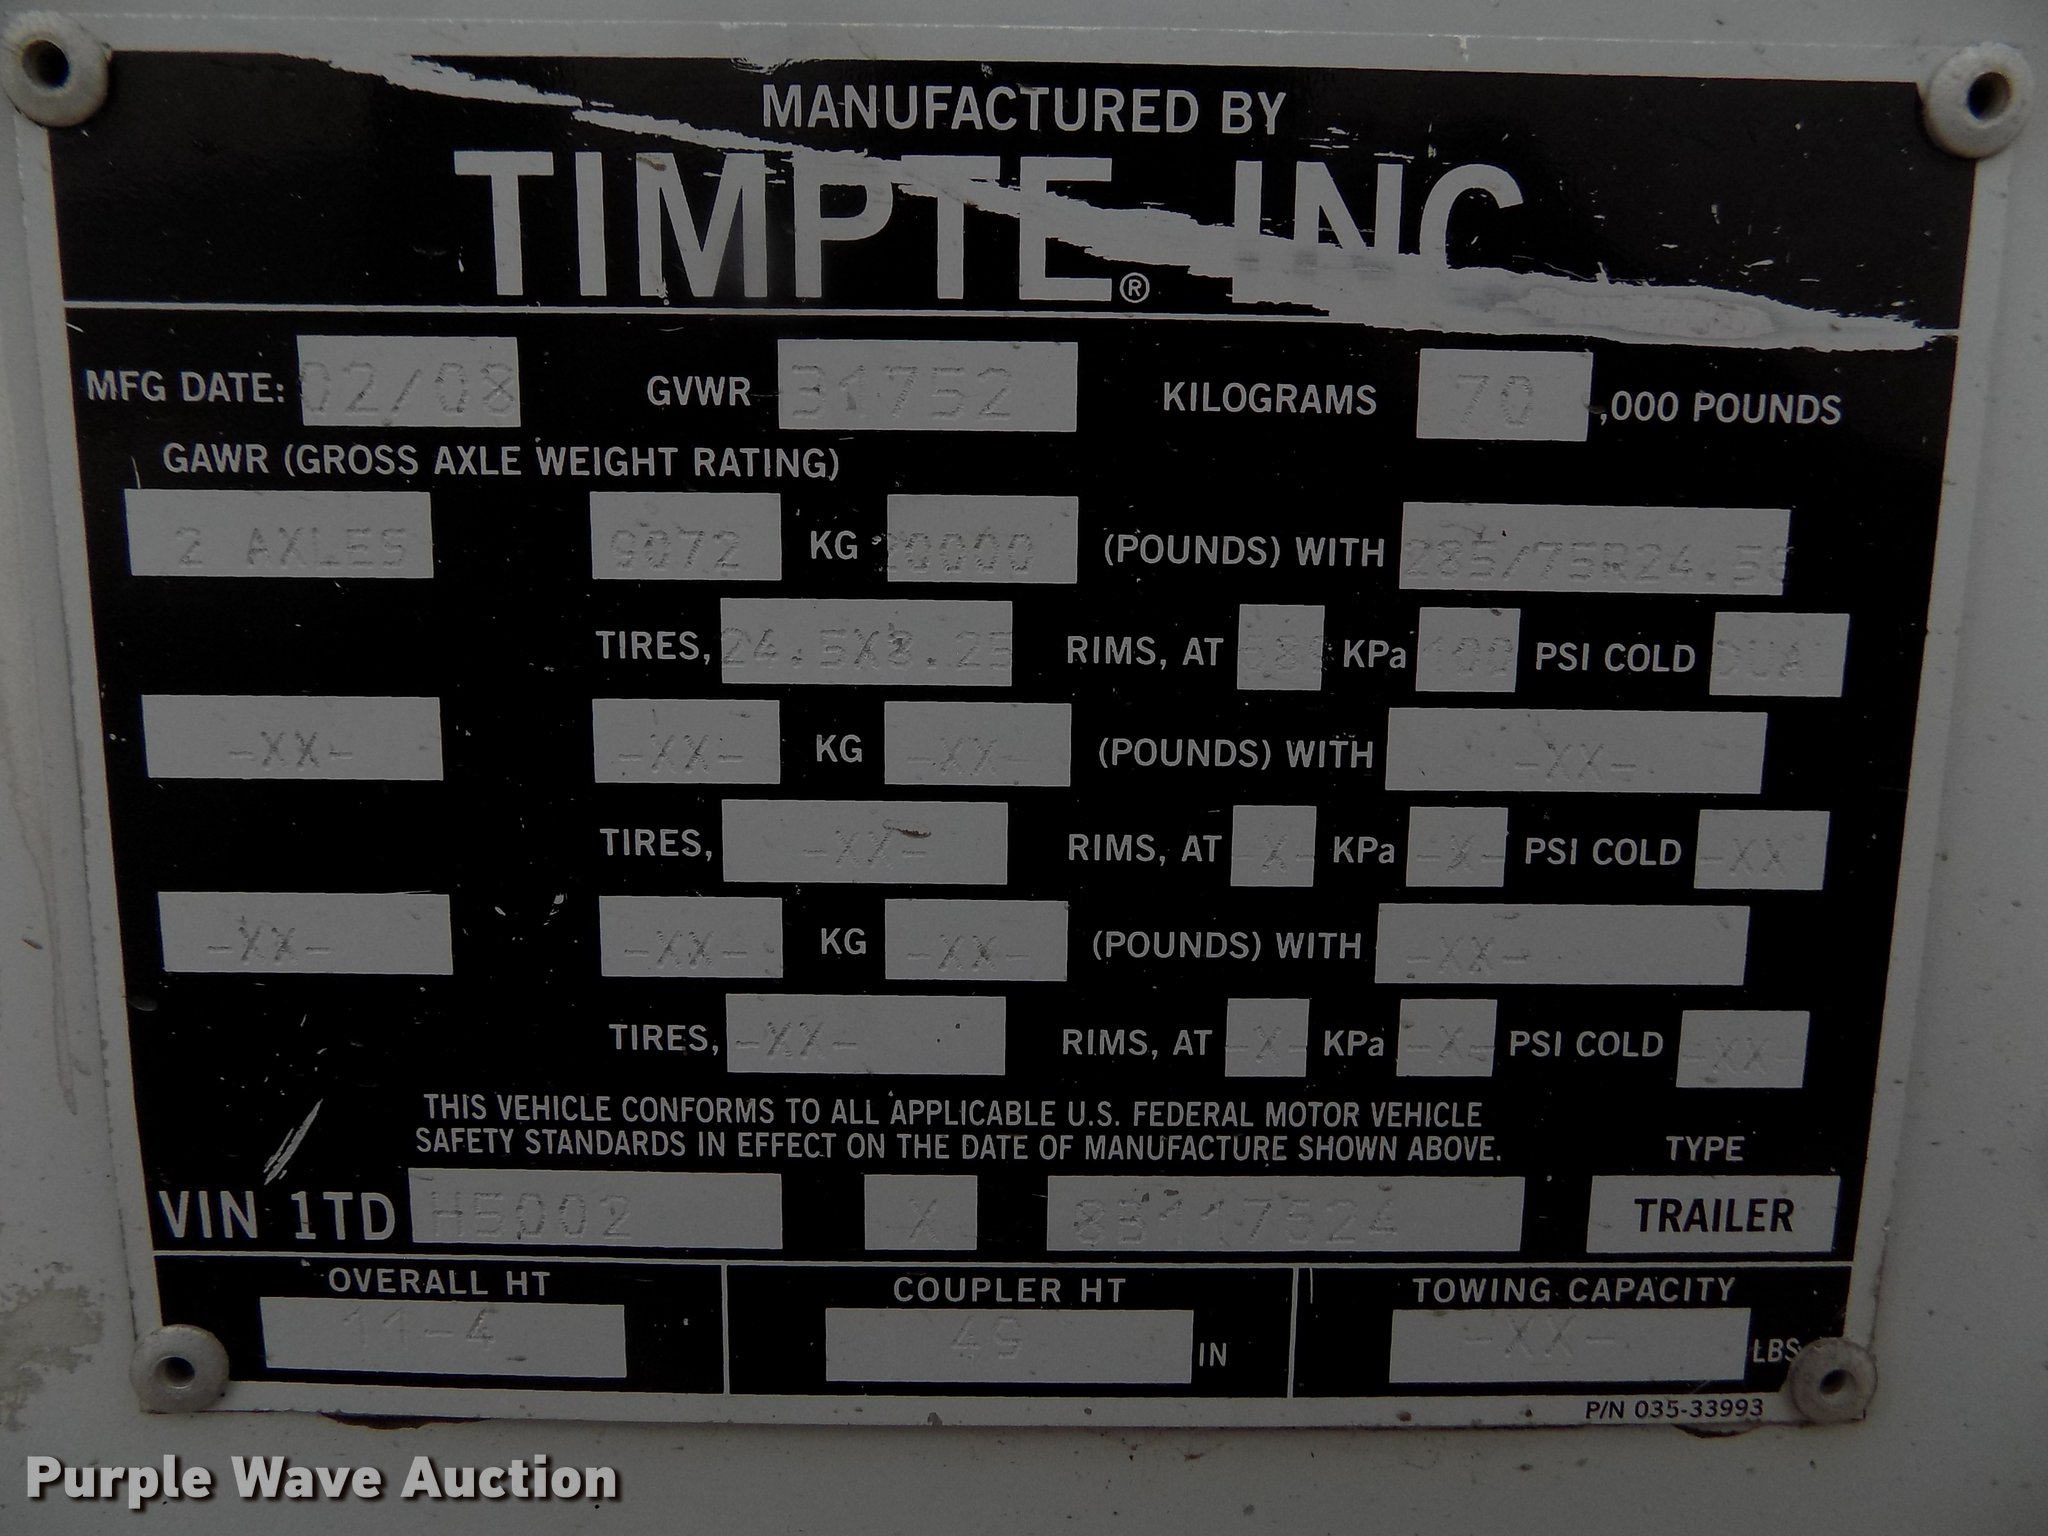 MANUFACTURED BY
TIMPTE® INC
MFG DATE: 02/08 GVWR 31752 KILOGRAMS 70 ,000 POUNDS
GAWR (GROSS AXLE WEIGHT RATING)
2 AXLES 9072 KG 20000 (POUNDS) WITH 285/75R24.5
TIRES, 24.5X8.25 RIMS, AT KPa 100 PSI COLD DUAL
-XX- -XX- KG -XX- (POUNDS) WITH -XX-
TIRES, -XX- RIMS, AT -X- KPa -X- PSI COLD -XX
-XX- -XX- KG -XX- (POUNDS) WITH -XX-
TIRES, -XX- RIMS, AT -X- KPa -X- PSI COLD -XX-
THIS VEHICLE CONFORMS TO ALL APPLICABLE U.S. FEDERAL MOTOR VEHICLE
SAFETY STANDARDS IN EFFECT ON THE DATE OF MANUFACTURE SHOWN ABOVE.
TYPE
VIN 1TD H5002 X 8B117524 TRAILER
OVERALL HT COUPLER HT TOWING CAPACITY
11-4 49 IN -XX- LBS
P/N 035-33993
Purple Wave Auction